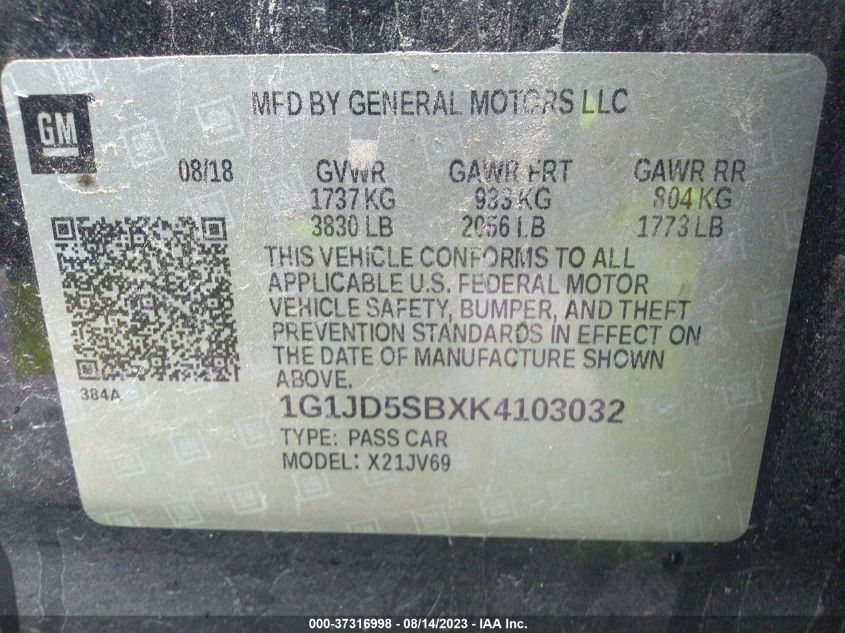 GM
MFD BY GENERAL MOTORS LLC
08/18 GVWR GAWR FRT GAWR RR
1737 KG 933 KG 804 KG
3830 LB 2056 LB 1773 LB
THIS VEHICLE CONFORMS TO ALL
APPLICABLE U.S. FEDERAL MOTOR
VEHICLE SAFETY, BUMPER, AND THEFT
PREVENTION STANDARDS IN EFFECT ON
THE DATE OF MANUFACTURE SHOWN
ABOVE.
384A
1G1JD5SBXK4103032
TYPE: PASS CAR
MODEL: X21JV69
000-37316998 - 08/14/2023 - IAA Inc.